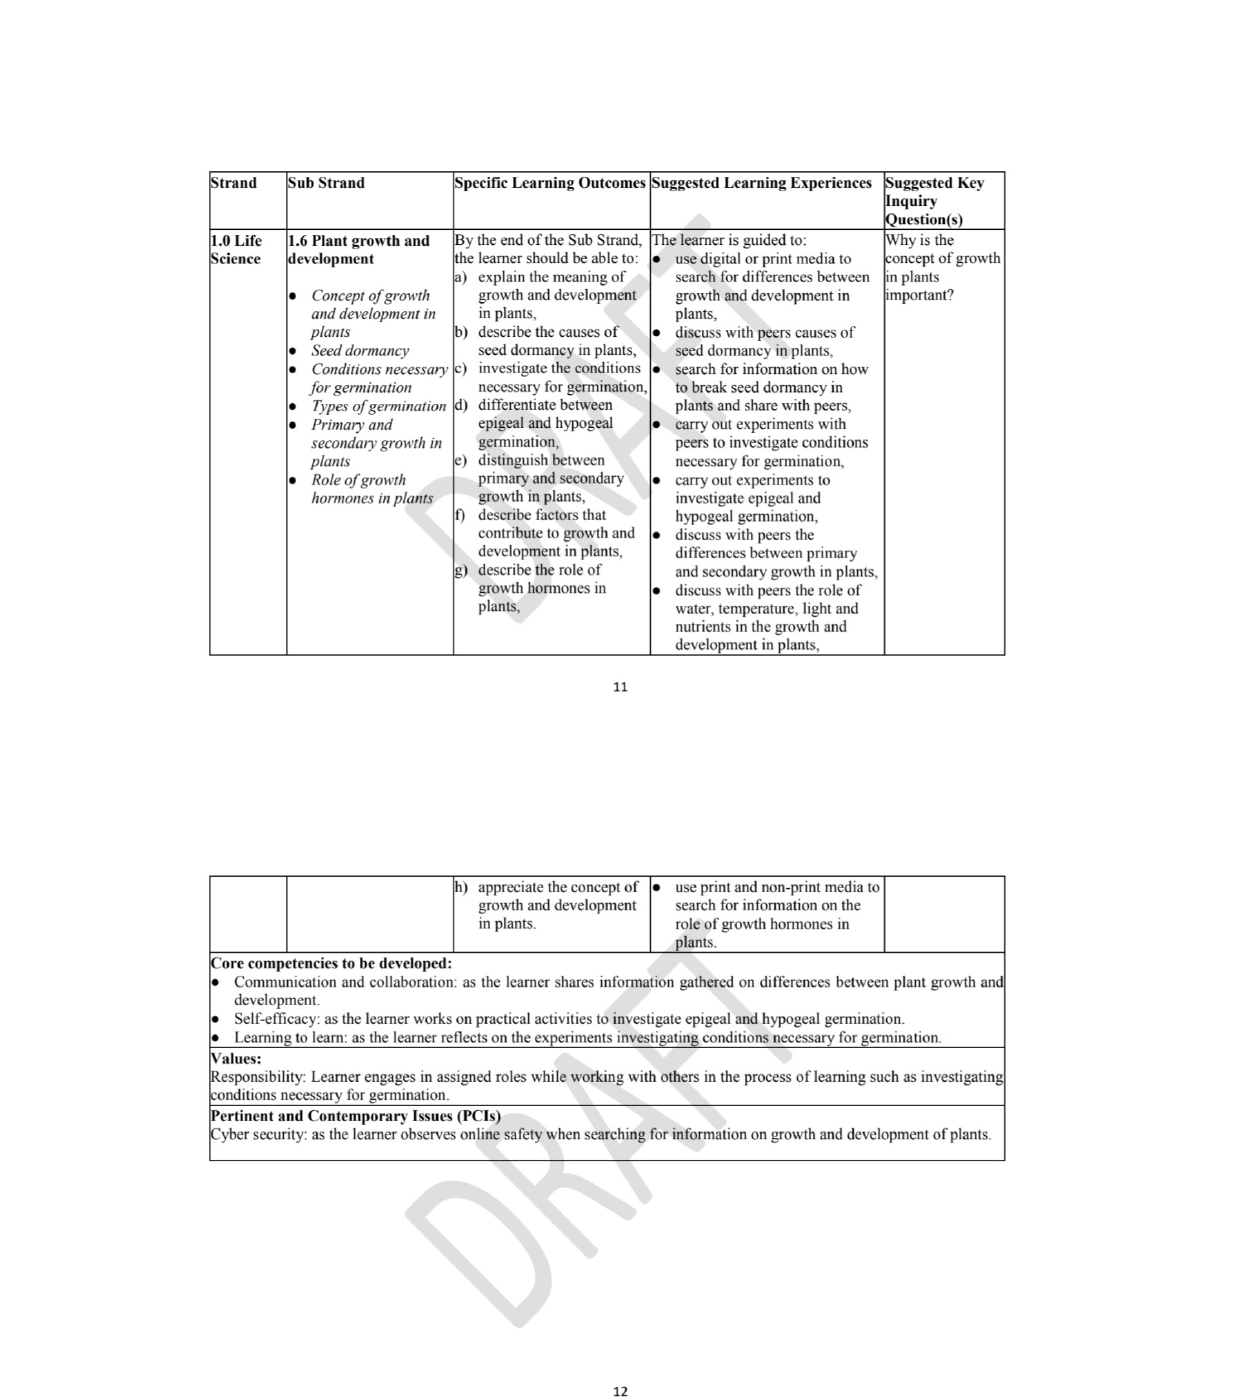 Strand
Sub Strand
Specific Learning Outcomes
Suggested Learning Experiences
Suggested Key
Inquiry
Question(s)
1.0 Life
Science
1.6 Plant growth and
development
● Concept of growth
and development in
plants
● Seed dormancy
● Conditions necessary
for germination
● Types of germination
● Primary and
secondary growth in
plants
● Role of growth
hormones in plants
By the end of the Sub Strand,
the learner should be able to:
a) explain the meaning of
growth and development
in plants,
b) describe the causes of
seed dormancy in plants,
c) investigate the conditions
necessary for germination,
d) differentiate between
epigeal and hypogeal
germination,
e) distinguish between
primary and secondary
growth in plants,
f) describe factors that
contribute to growth and
development in plants,
g) describe the role of
growth hormones in
plants,
The learner is guided to:
● use digital or print media to
search for differences between
growth and development in
plants,
● discuss with peers causes of
seed dormancy in plants,
● search for information on how
to break seed dormancy in
plants and share with peers,
● carry out experiments with
peers to investigate conditions
necessary for germination,
● carry out experiments to
investigate epigeal and
hypogeal germination,
● discuss with peers the
differences between primary
and secondary growth in plants,
● discuss with peers the role of
water, temperature, light and
nutrients in the growth and
development in plants,
Why is the
concept of growth
in plants
important?
DRAFT
11
h) appreciate the concept of
growth and development
in plants.
● use print and non-print media to
search for information on the
role of growth hormones in
plants.
Core competencies to be developed:
● Communication and collaboration: as the learner shares information gathered on differences between plant growth and
development.
● Self-efficacy: as the learner works on practical activities to investigate epigeal and hypogeal germination.
● Learning to learn: as the learner reflects on the experiments investigating conditions necessary for germination.
Values:
Responsibility: Learner engages in assigned roles while working with others in the process of learning such as investigating
conditions necessary for germination.
Pertinent and Contemporary Issues (PCIs)
Cyber security: as the learner observes online safety when searching for information on growth and development of plants.
DRAFT
12